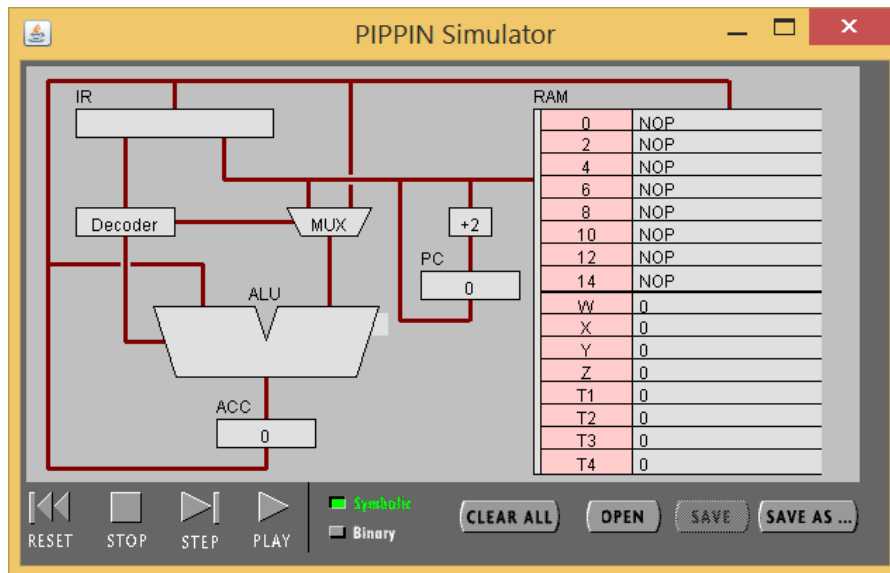 PIPPIN Simulator
IR
RAM
0 NOP
2 NOP
4 NOP
6 NOP
8 NOP
10 NOP
12 NOP
14 NOP
W 0
X 0
Y 0
Z 0
T1 0
T2 0
T3 0
T4 0
Decoder
MUX
+2
PC
0
ALU
ACC
0
RESET
STOP
STEP
PLAY
Symbolic
Binary
CLEAR ALL
OPEN
SAVE
SAVE AS ...